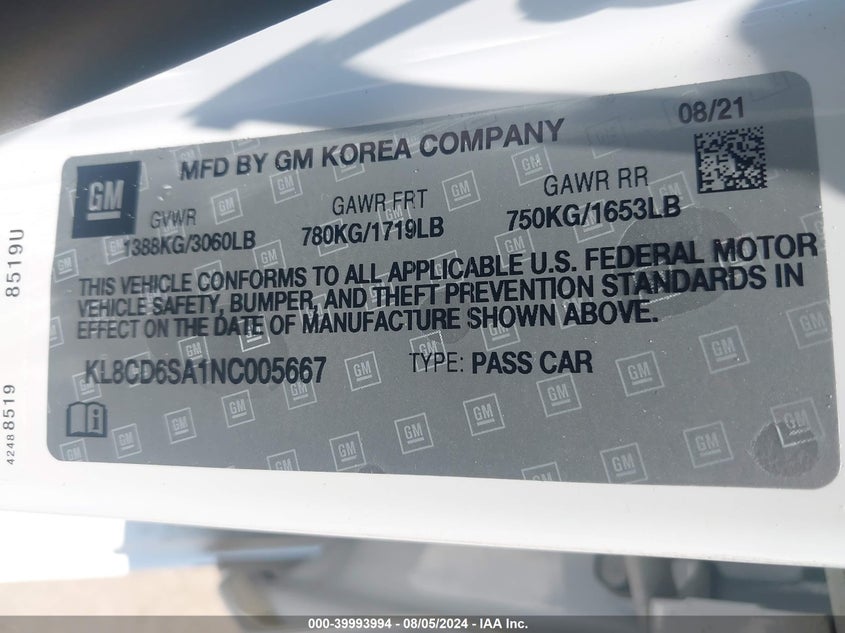 MFD BY GM KOREA COMPANY
08/21
GM
GVWR
1388KG/3060LB
GAWR FRT
780KG/1719LB
GAWR RR
750KG/1653LB
THIS VEHICLE CONFORMS TO ALL APPLICABLE U.S. FEDERAL MOTOR
VEHICLE SAFETY, BUMPER, AND THEFT PREVENTION STANDARDS IN
EFFECT ON THE DATE OF MANUFACTURE SHOWN ABOVE.
KL8CD6SA1NC005667
TYPE: PASS CAR
42488519
8519U
000-39993994 - 08/05/2024 - IAA Inc.